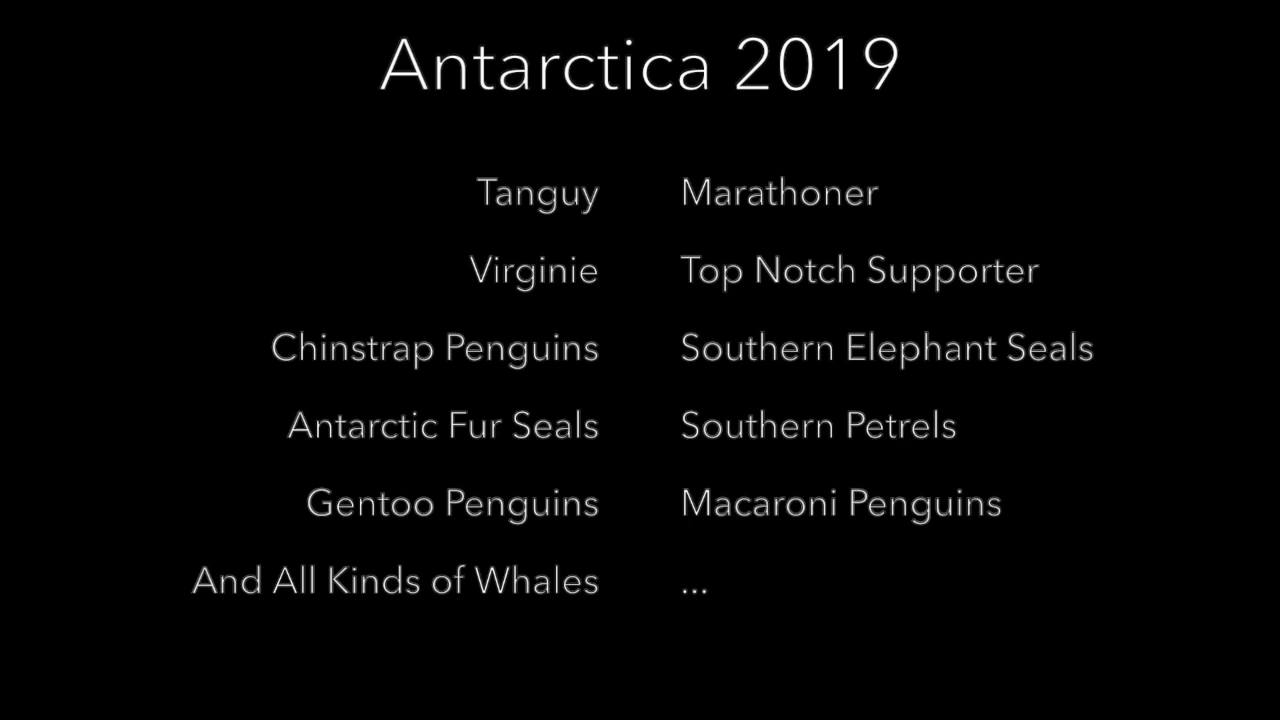 Antarctica 2019
Tanguy Marathoner
Virginie Top Notch Supporter
Chinstrap Penguins Southern Elephant Seals
Antarctic Fur Seals Southern Petrels
Gentoo Penguins Macaroni Penguins
And All Kinds of Whales ...